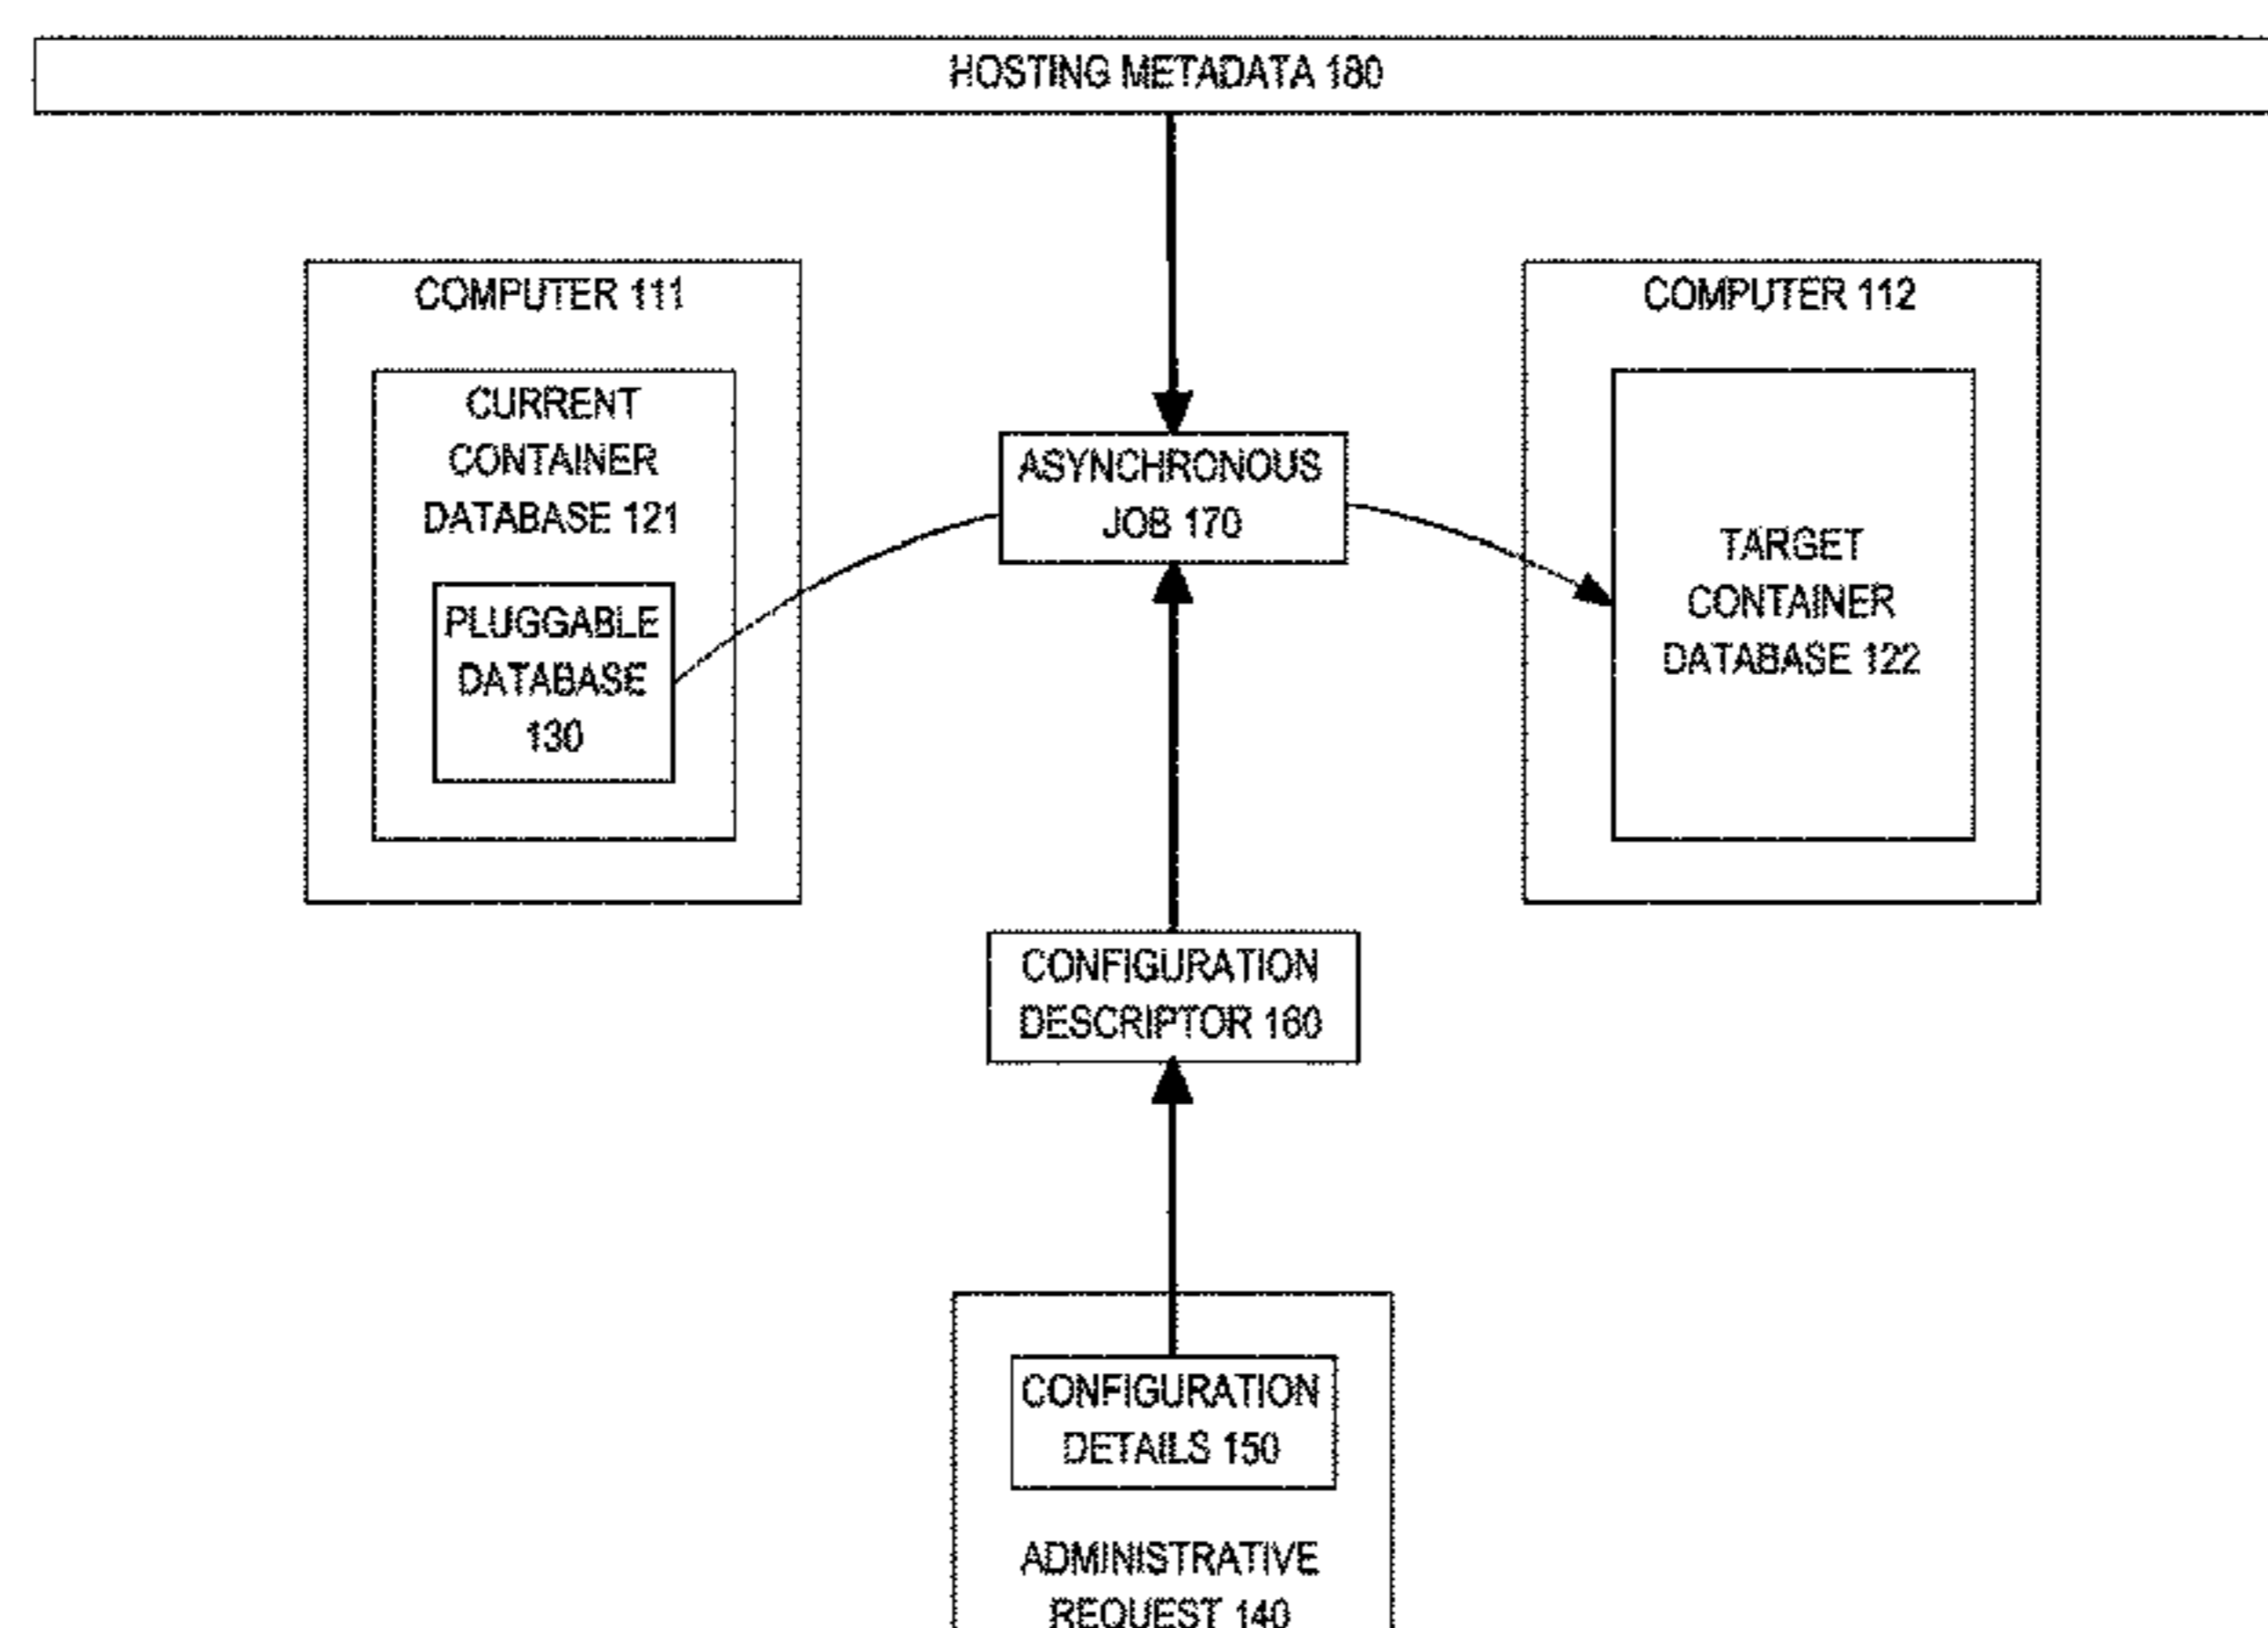 HOSTING METADATA 180
COMPUTER 111
COMPUTER 112
CURRENT
CONTAINER
DATABASE 121
PLUGGABLE
DATABASE
130
ASYNCHRONOUS
JOB 170
TARGET
CONTAINER
DATABASE 122
CONFIGURATION
DESCRIPTOR 160
CONFIGURATION
DETAILS 150
ADMINISTRATIVE
REQUEST 140